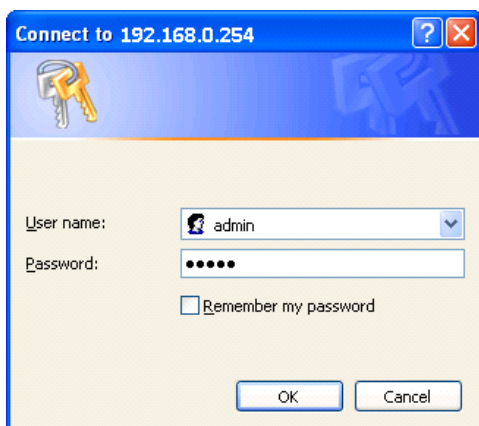 Connect to 192.168.0.254
?
User name:
admin
Password:
•••••
Remember my password
OK
Cancel